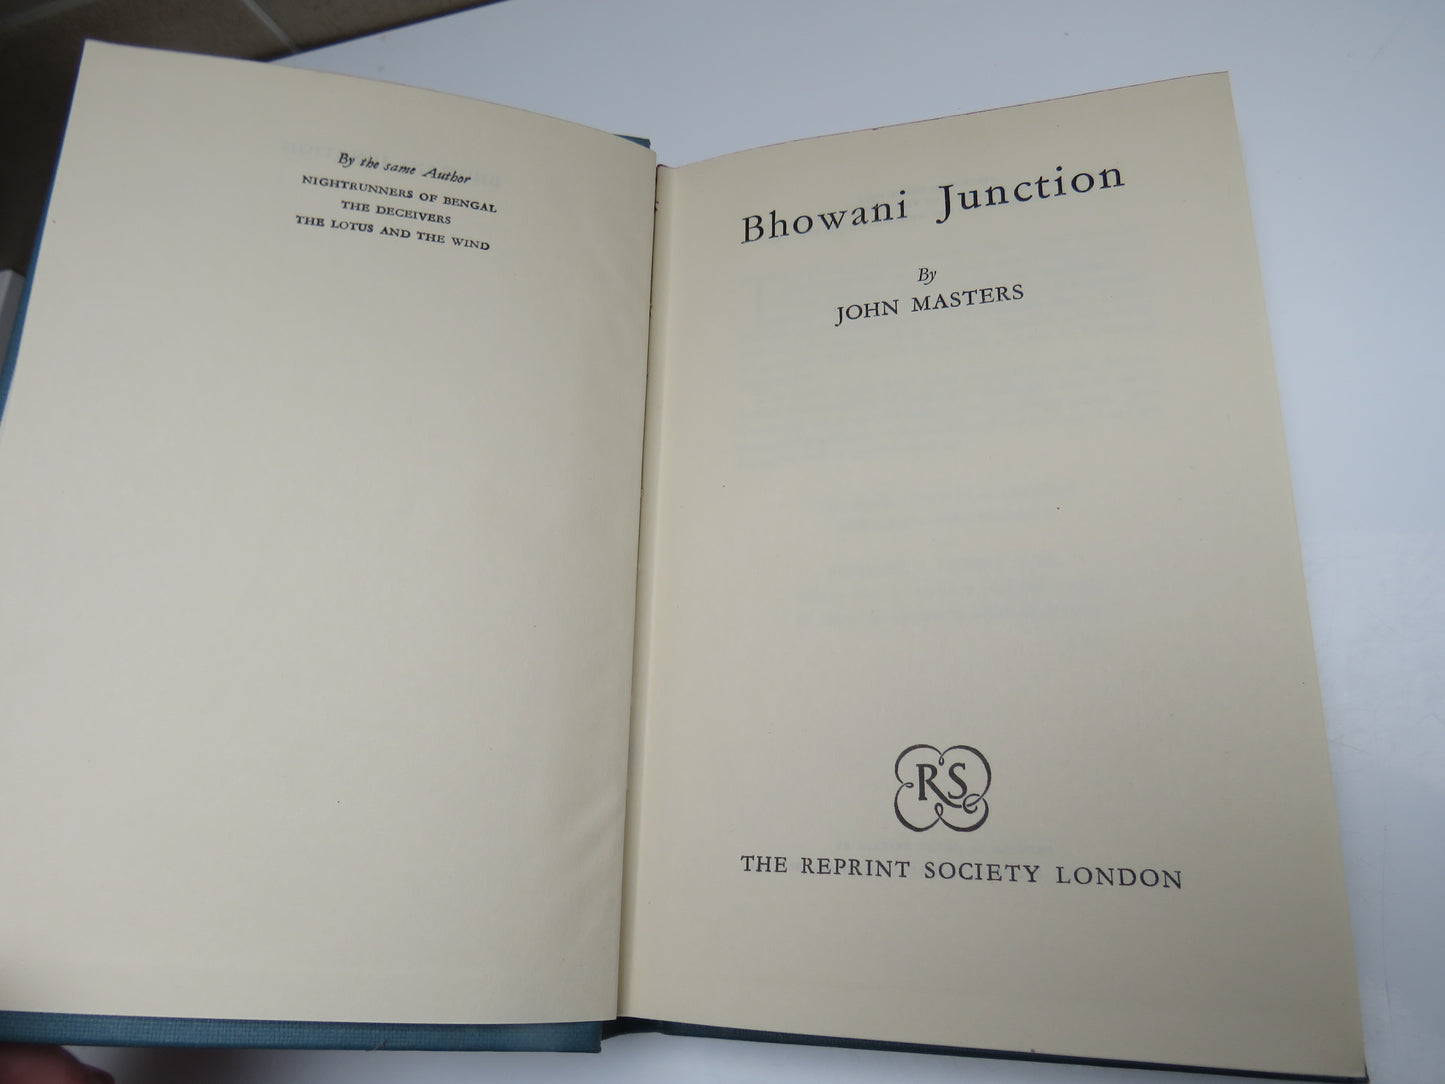 By the same Author
NIGHTRUNNERS OF BENGAL
THE DECEIVERS
THE LOTUS AND THE WIND
Bhowani Junction
By
JOHN MASTERS
RS
THE REPRINT SOCIETY LONDON